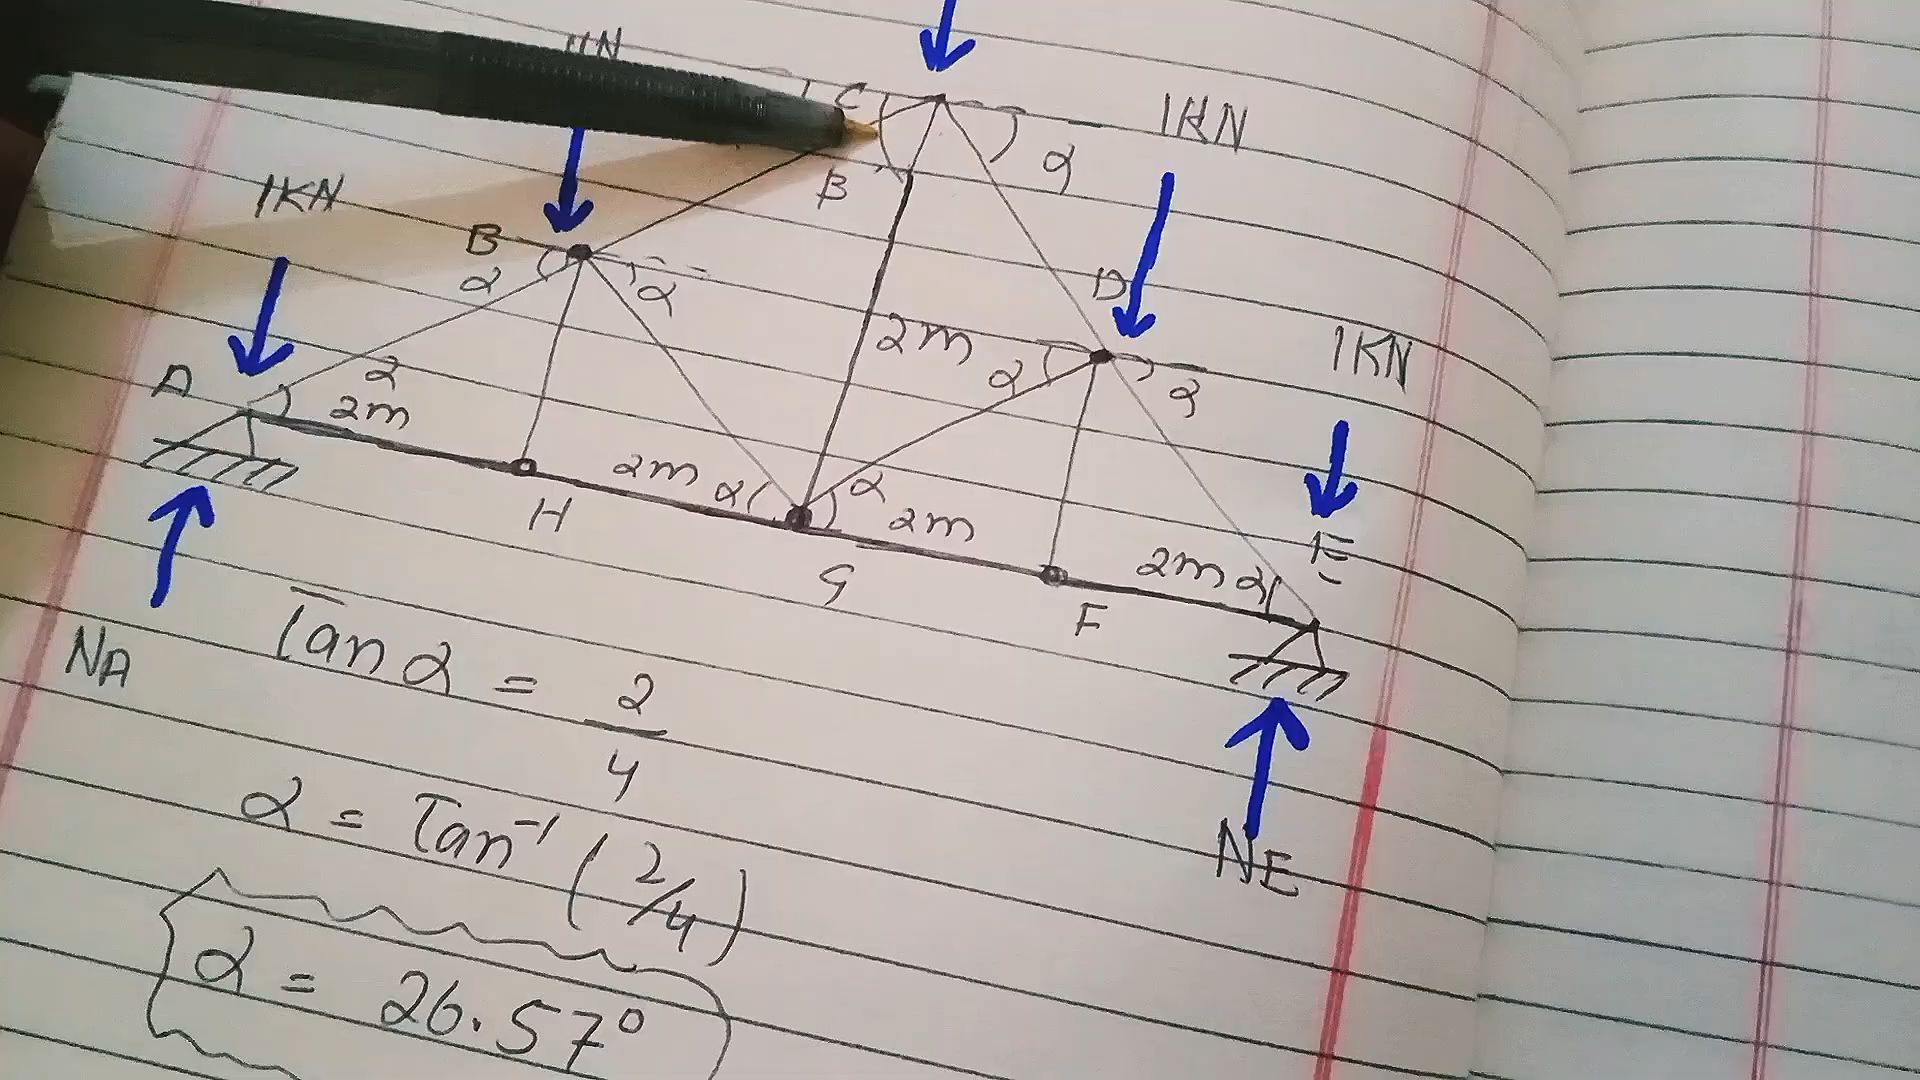 1KN
C
1KN
B
α
1KN
B
α
α
D
2m
α
α
1KN
A
α
2m
2m
α
α
2m
H
G
2m
α
E
F
NA
Tan α = 2/4
α = Tan⁻¹ (2/4)
NE
α = 26.57°